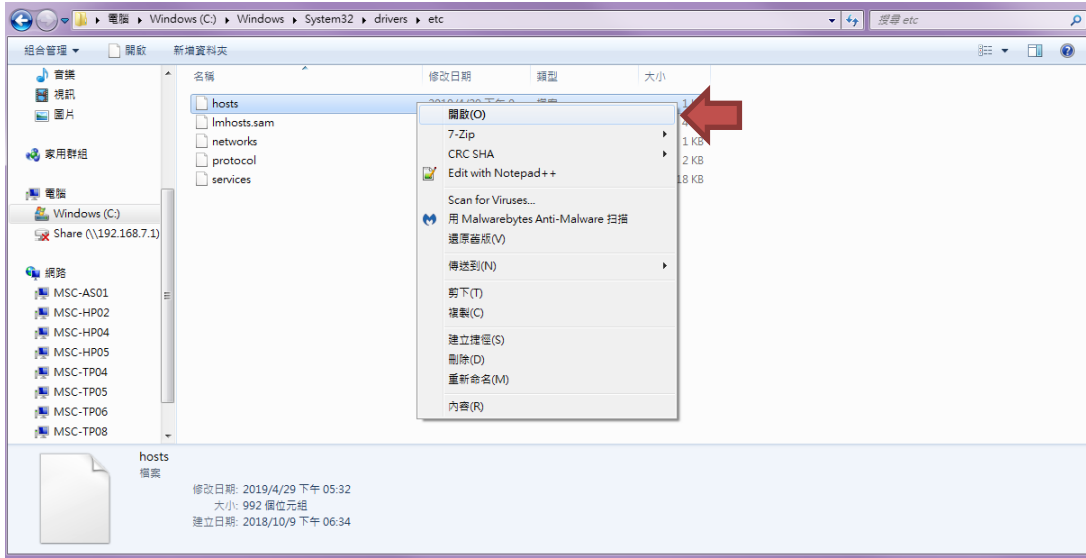 電腦 ▸ Windows (C:) ▸ Windows ▸ System32 ▸ drivers ▸ etc
搜尋 etc
組合管理 開啟 新增資料夾
音樂
視訊
圖片
家用群組
電腦
Windows (C:)
Share (\\192.168.7.1)
網路
MSC-AS01
MSC-HP02
MSC-HP04
MSC-HP05
MSC-TP04
MSC-TP05
MSC-TP06
MSC-TP08
名稱 修改日期 類型 大小
hosts
lmhosts.sam
networks 1 KB
protocol 2 KB
services 18 KB
開啟(O)
7-Zip
CRC SHA
Edit with Notepad++
Scan for Viruses...
用 Malwarebytes Anti-Malware 扫描
還原舊版(V)
傳送到(N)
剪下(T)
複製(C)
建立捷徑(S)
刪除(D)
重新命名(M)
內容(R)
hosts
檔案
修改日期: 2019/4/29 下午 05:32
大小: 992 個位元組
建立日期: 2018/10/9 下午 06:34